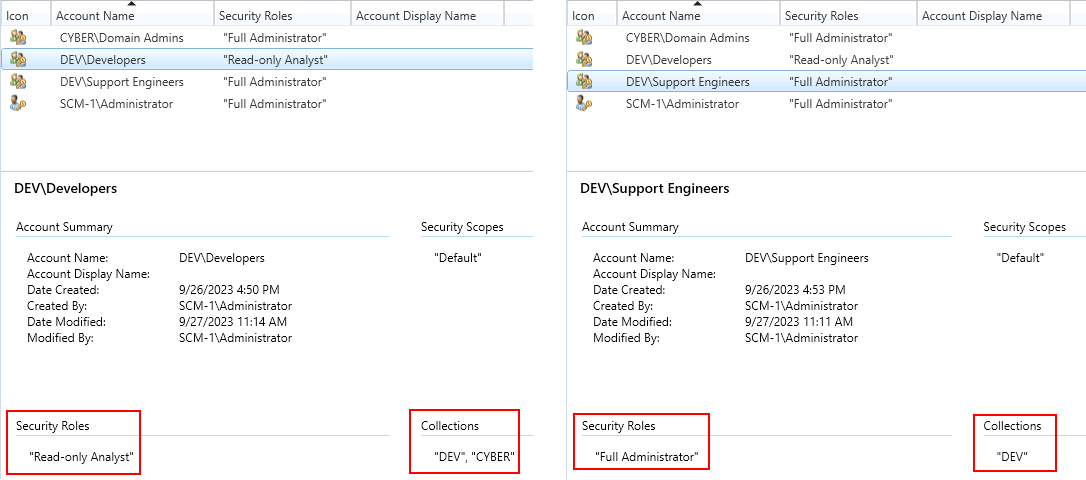 Icon Account Name Security Roles Account Display Name
CYBER\Domain Admins "Full Administrator"
DEV\Developers "Read-only Analyst"
DEV\Support Engineers "Full Administrator"
SCM-1\Administrator "Full Administrator"
DEV\Developers
Account Summary Security Scopes
Account Name: DEV\Developers "Default"
Account Display Name:
Date Created: 9/26/2023 4:50 PM
Created By: SCM-1\Administrator
Date Modified: 9/27/2023 11:14 AM
Modified By: SCM-1\Administrator
Security Roles Collections
"Read-only Analyst" "DEV", "CYBER"
Icon Account Name Security Roles Account Display Name
CYBER\Domain Admins "Full Administrator"
DEV\Developers "Read-only Analyst"
DEV\Support Engineers "Full Administrator"
SCM-1\Administrator "Full Administrator"
DEV\Support Engineers
Account Summary Security Scopes
Account Name: DEV\Support Engineers "Default"
Account Display Name:
Date Created: 9/26/2023 4:53 PM
Created By: SCM-1\Administrator
Date Modified: 9/27/2023 11:11 AM
Modified By: SCM-1\Administrator
Security Roles Collections
"Full Administrator" "DEV"